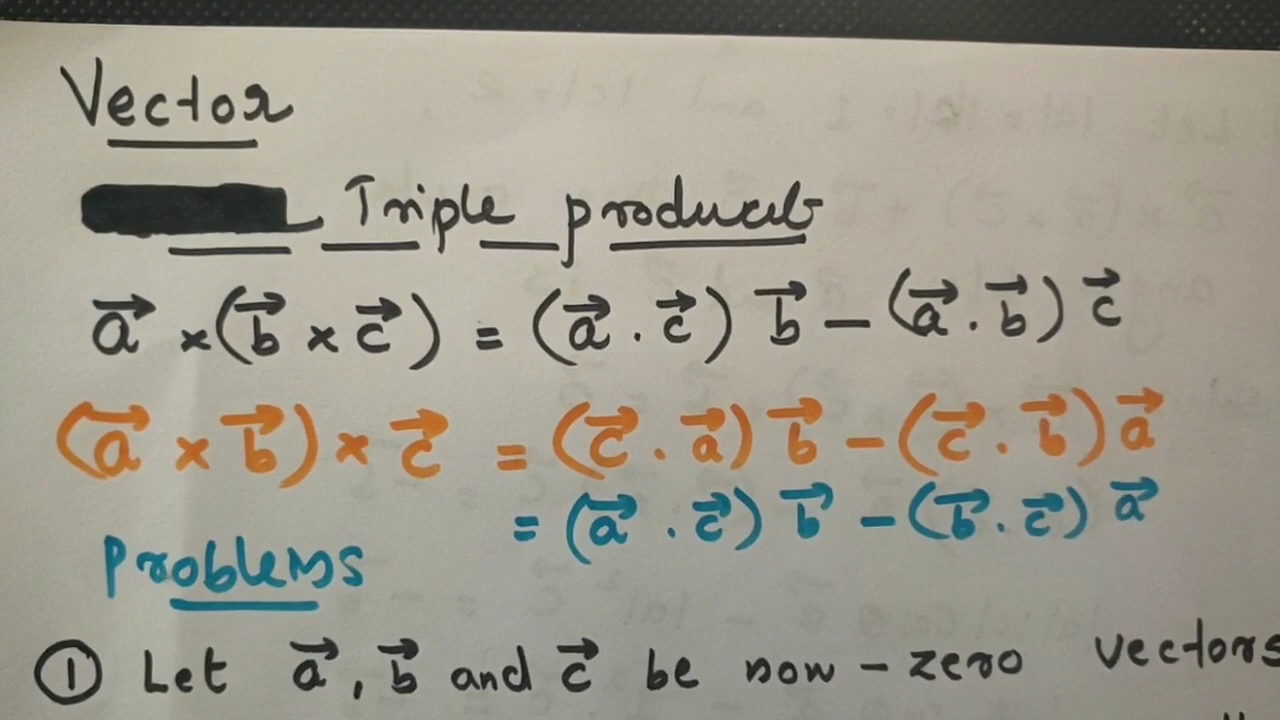 Vector
Triple product
a⃗ × (b⃗ × c⃗) = (a⃗ . c⃗) b⃗ - (a⃗ . b⃗) c⃗
(a⃗ × b⃗) × c⃗ = (c⃗ . a⃗) b⃗ - (c⃗ . b⃗) a⃗
= (a⃗ . c⃗) b⃗ - (b⃗ . c⃗) a⃗
Problems
① Let a⃗, b⃗ and c⃗ be non-zero vectors